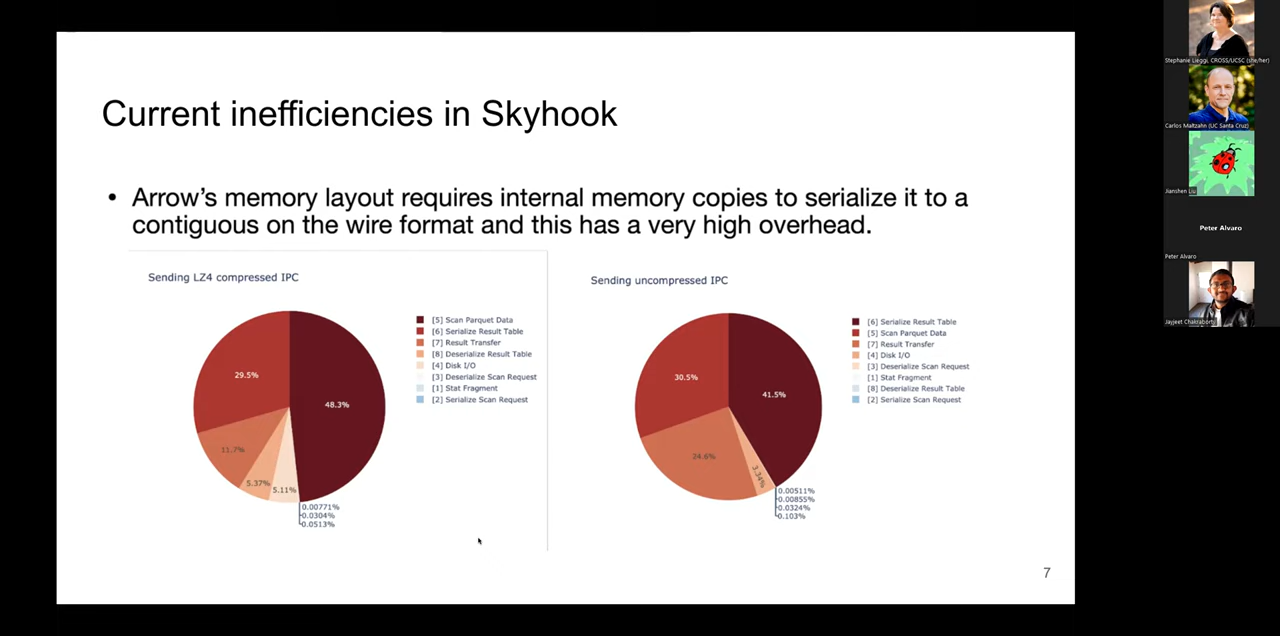 Current inefficiencies in Skyhook
• Arrow's memory layout requires internal memory copies to serialize it to a
contiguous on the wire format and this has a very high overhead.
Sending LZ4 compressed IPC
[5] Scan Parquet Data
[6] Serialize Result Table
[7] Result Transfer
[8] Deserialize Result Table
[4] Disk I/O
[3] Deserialize Scan Request
[1] Stat Fragment
[2] Serialize Scan Request
29.5%
48.3%
11.7%
5.37%
5.11%
0.00771%
0.0304%
0.0513%
Sending uncompressed IPC
[6] Serialize Result Table
[5] Scan Parquet Data
[7] Result Transfer
[4] Disk I/O
[3] Deserialize Scan Request
[1] Stat Fragment
[8] Deserialize Result Table
[2] Serialize Scan Request
30.5%
41.5%
24.6%
3.34%
0.00511%
0.00855%
0.0324%
0.103%
7
Stephanie Lieggi, CROSS/UCSC (she/her)
Carlos Maltzahn (UC Santa Cruz)
Jianshen Liu
Peter Alvaro
Peter Alvaro
Jayjeet Chakraborty